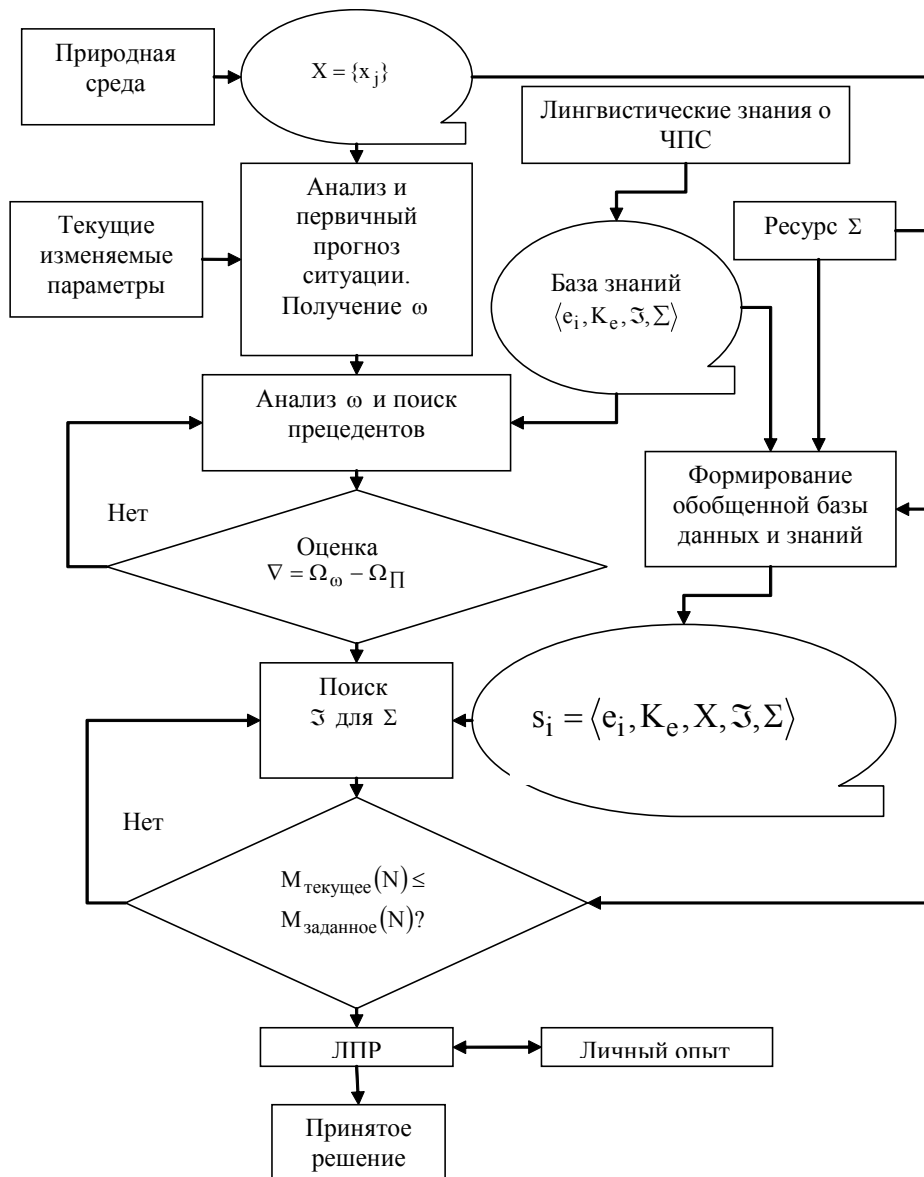 Природная
среда
X = {x_j}
Лингвистические знания о
ЧПС
Текущие
изменяемые
параметры
Анализ и
первичный
прогноз
ситуации.
Получение ω
База знаний
⟨e_i, K_e, ℑ, Σ⟩
Ресурс Σ
Анализ ω и поиск
прецедентов
Нет
Формирование
обобщенной базы
данных и знаний
Оценка
∇ = Ω_ω − Ω_П
Поиск
ℑ для Σ
s_i = ⟨e_i, K_e, X, ℑ, Σ⟩
Нет
M_текущее(N) ≤
M_заданное(N)?
ЛПР
Личный опыт
Принятое
решение